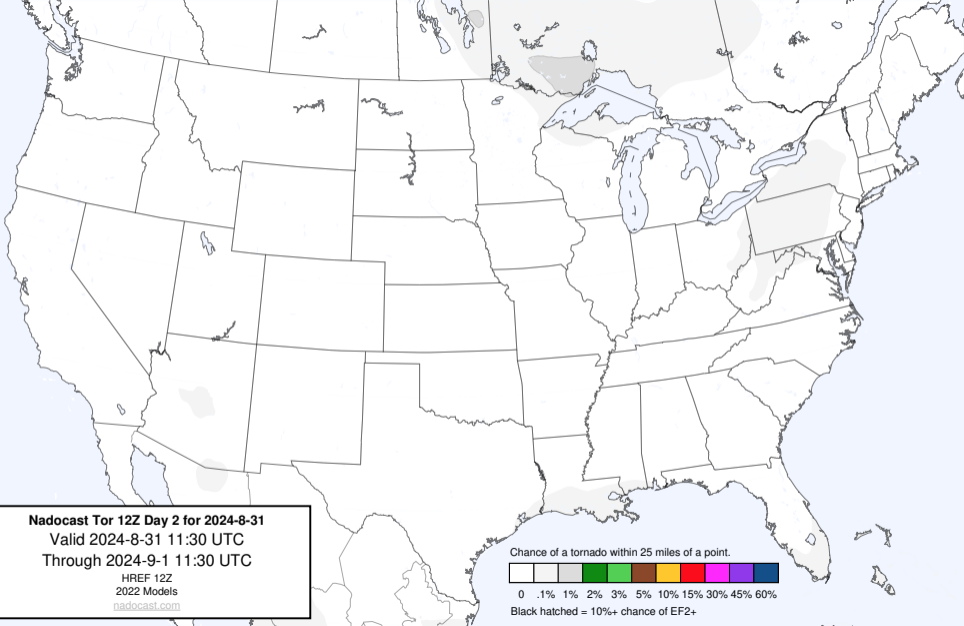 Nadocast Tor 12Z Day 2 for 2024-8-31
Valid 2024-8-31 11:30 UTC
Through 2024-9-1 11:30 UTC
HREF 12Z
2022 Models
nadocast.com
Chance of a tornado within 25 miles of a point.
0 .1% 1% 2% 3% 5% 10% 15% 30% 45% 60%
Black hatched = 10%+ chance of EF2+